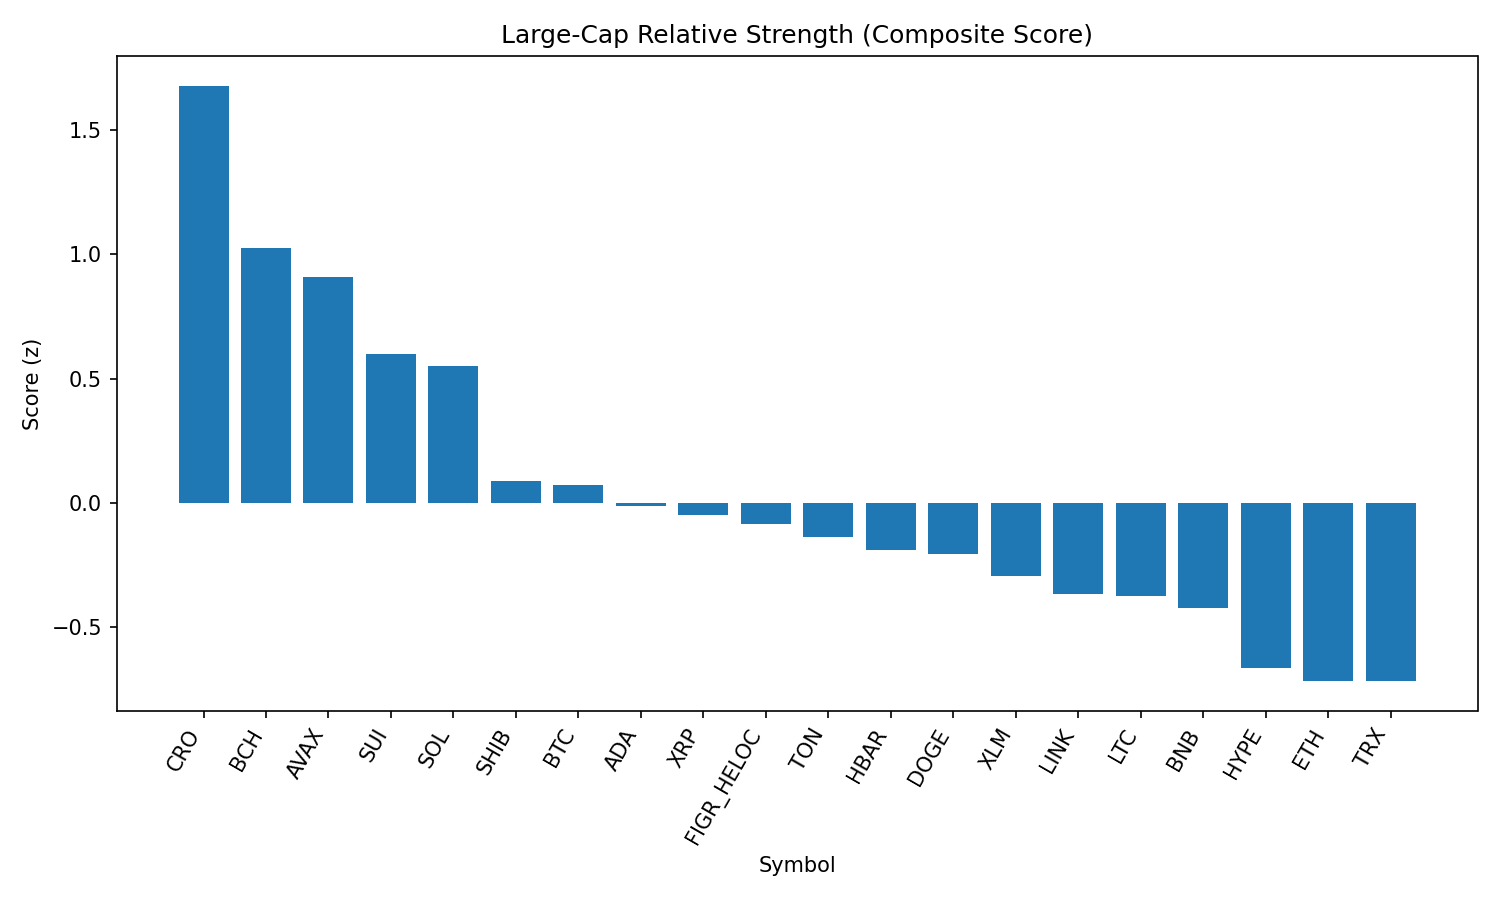 Large-Cap Relative Strength (Composite Score)
Score (z)
1.5
1.0
0.5
0.0
−0.5
CRO
BCH
AVAX
SUI
SOL
SHIB
BTC
ADA
XRP
FIGR_HELOC
TON
HBAR
DOGE
XLM
LINK
LTC
BNB
HYPE
ETH
TRX
Symbol